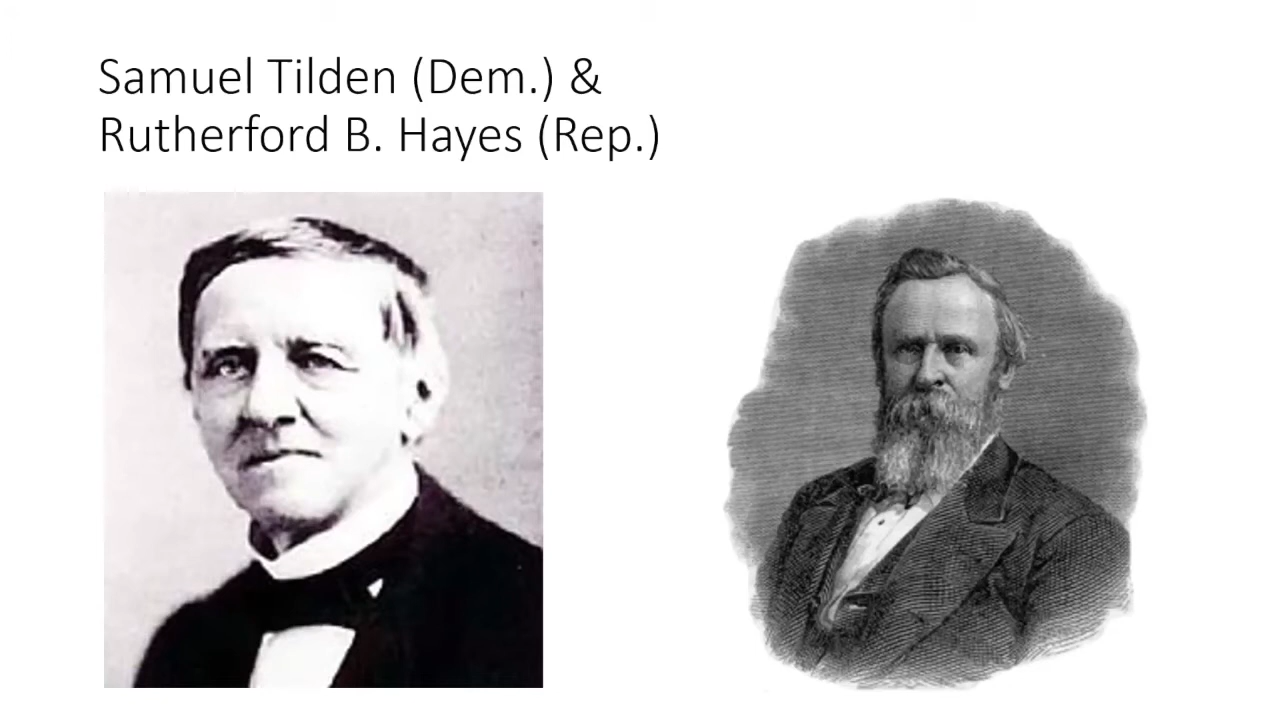 Samuel Tilden (Dem.) &
Rutherford B. Hayes (Rep.)